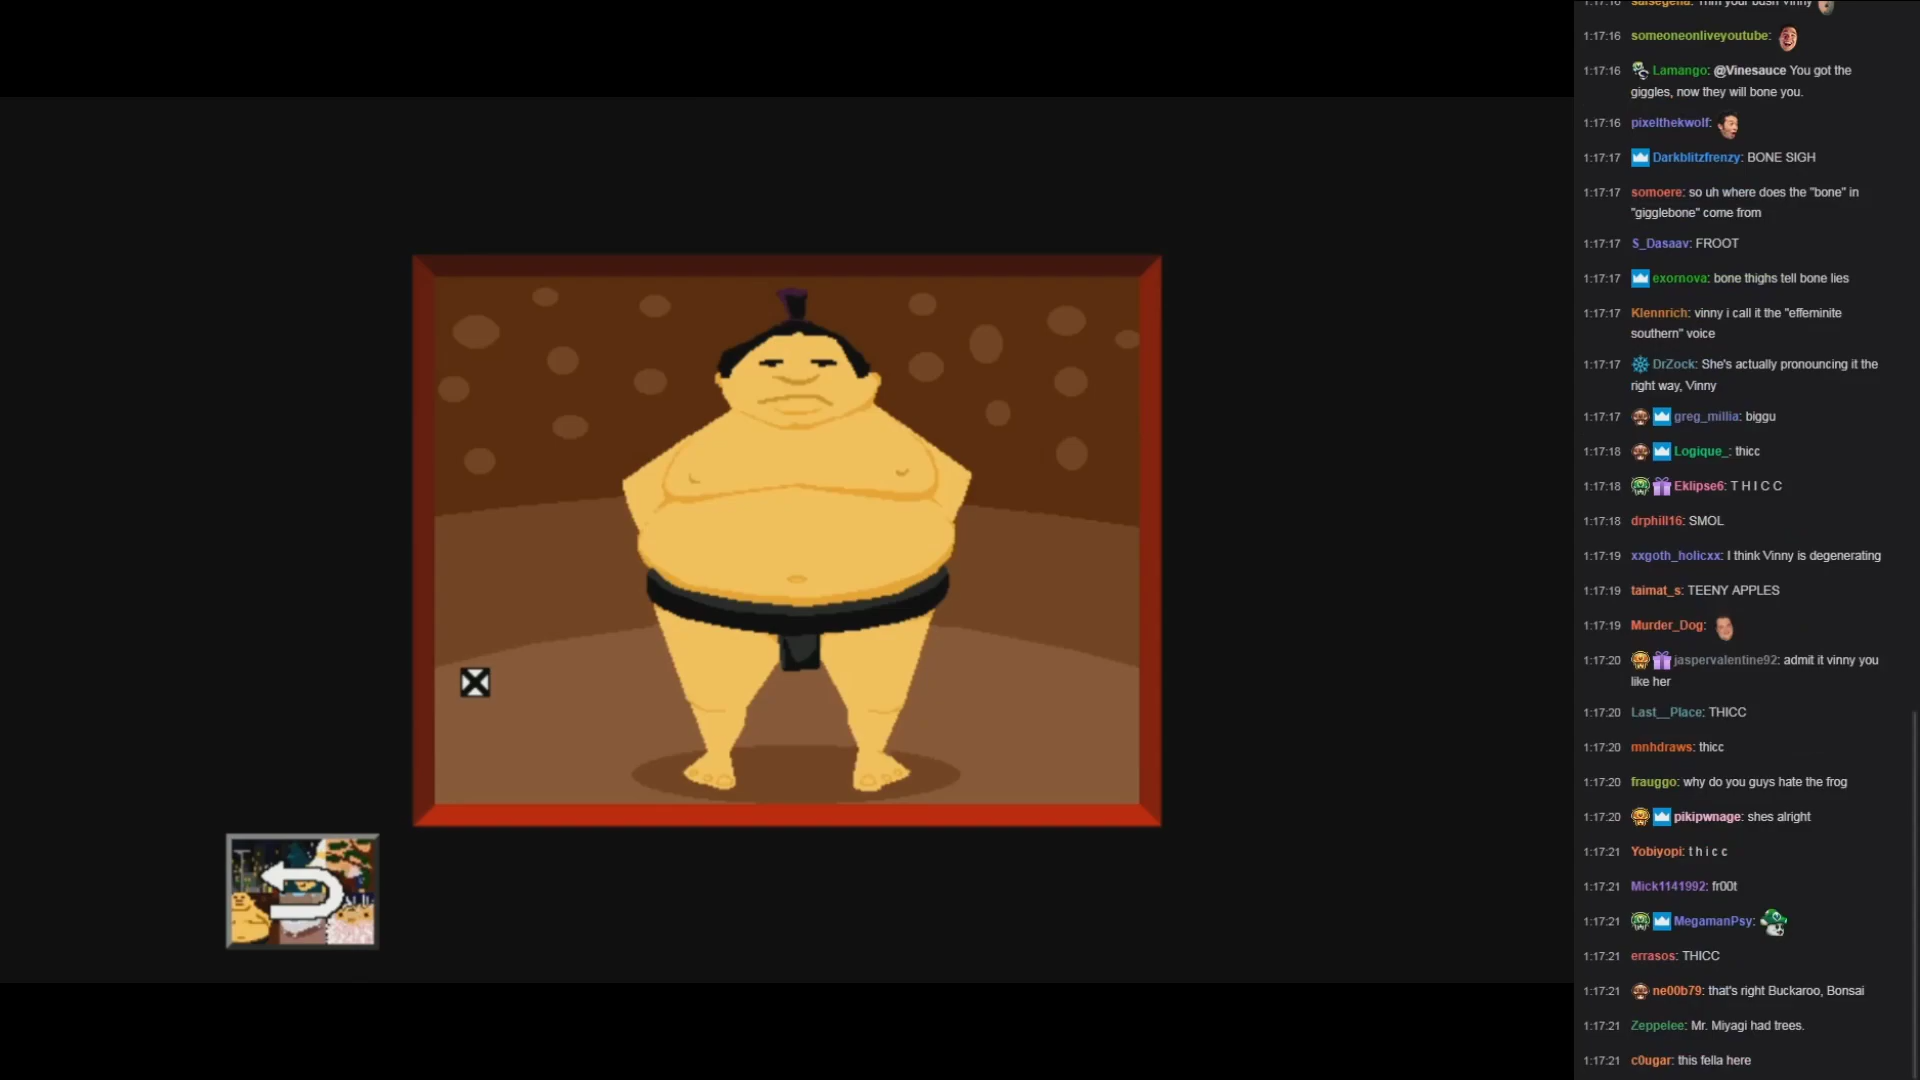 1:17:16 salsegeila: Trim your bush Vinny
1:17:16 someoneonliveyoutube:
1:17:16 Lamango: @Vinesauce You got the
giggles, now they will bone you.
1:17:16 pixelthekwolf:
1:17:17 Darkblitzfrenzy: BONE SIGH
1:17:17 somoere: so uh where does the "bone" in
"gigglebone" come from
1:17:17 S_Dasaav: FROOT
1:17:17 exornova: bone thighs tell bone lies
1:17:17 Klennrich: vinny i call it the "effeminite
southern" voice
1:17:17 DrZock: She's actually pronouncing it the
right way, Vinny
1:17:17 greg_millia: biggu
1:17:18 Logique_: thicc
1:17:18 Eklipse6: T H I C C
1:17:18 drphill16: SMOL
1:17:19 xxgoth_holicxx: I think Vinny is degenerating
1:17:19 taimat_s: TEENY APPLES
1:17:19 Murder_Dog:
1:17:20 jaspervalentine92: admit it vinny you
like her
1:17:20 Last__Place: THICC
1:17:20 mnhdraws: thicc
1:17:20 frauggo: why do you guys hate the frog
1:17:20 pikipwnage: shes alright
1:17:21 Yobiyopi: t h i c c
1:17:21 Mick1141992: fr00t
1:17:21 MegamanPsy:
1:17:21 errasos: THICC
1:17:21 ne00b79: that's right Buckaroo, Bonsai
1:17:21 Zeppelee: Mr. Miyagi had trees.
1:17:21 c0ugar: this fella here